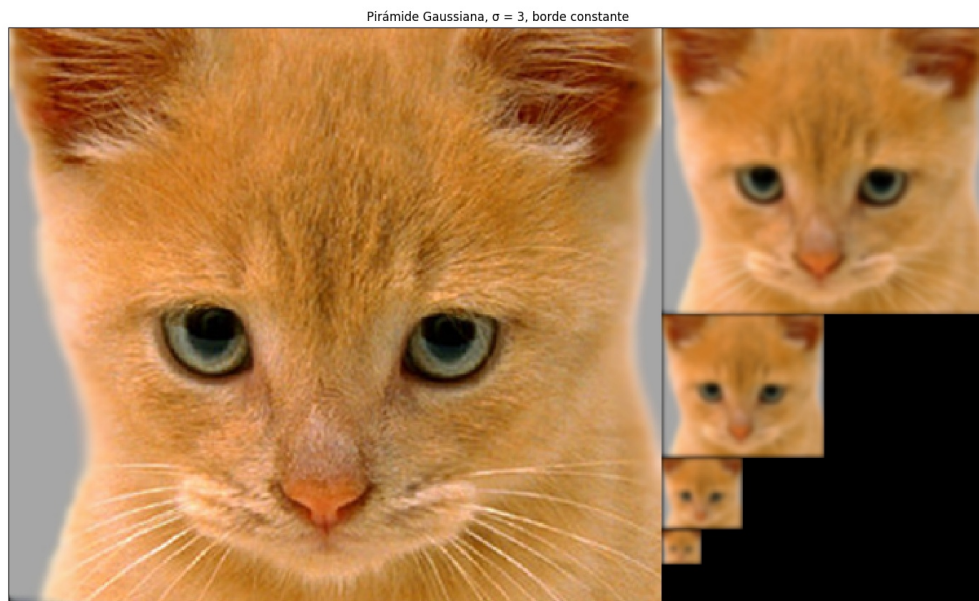 Pirámide Gaussiana, σ = 3, borde constante